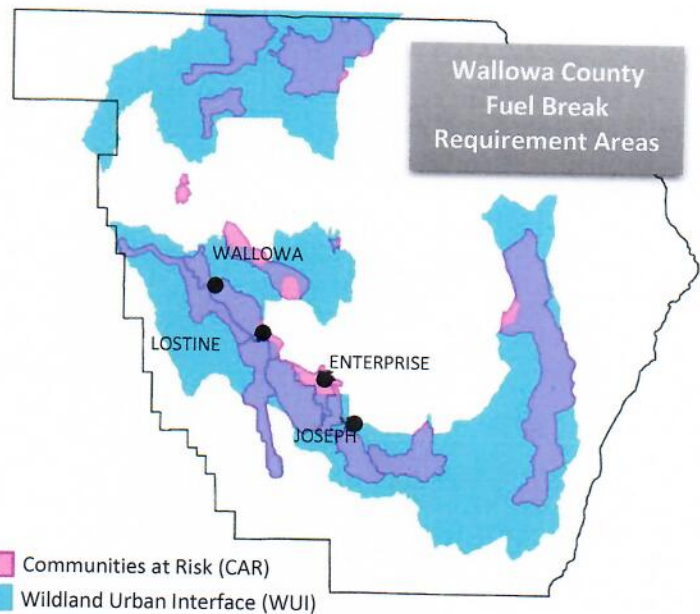 Wallowa County
Fuel Break
Requirement Areas
WALLOWA
LOSTINE
ENTERPRISE
JOSEPH
Communities at Risk (CAR)
Wildland Urban Interface (WUI)